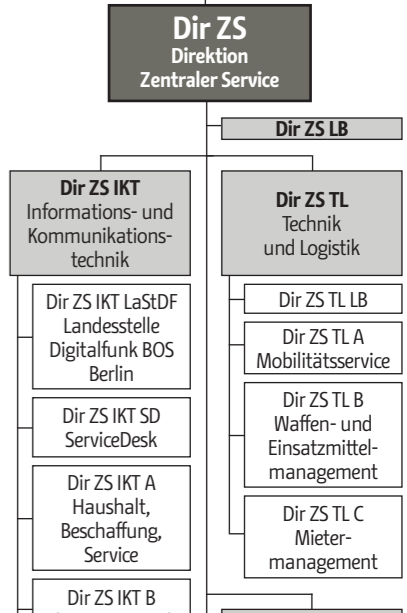 Dir ZS
Direktion
Zentraler Service
Dir ZS LB
Dir ZS IKT
Informations- und
Kommunikations-
technik
Dir ZS IKT LaStDF
Landesstelle
Digitalfunk BOS
Berlin
Dir ZS IKT SD
ServiceDesk
Dir ZS IKT A
Haushalt,
Beschaffung,
Service
Dir ZS IKT B
Dir ZS TL
Technik
und Logistik
Dir ZS TL LB
Dir ZS TL A
Mobilitätsservice
Dir ZS TL B
Waffen- und
Einsatzmittel-
management
Dir ZS TL C
Mieter-
management